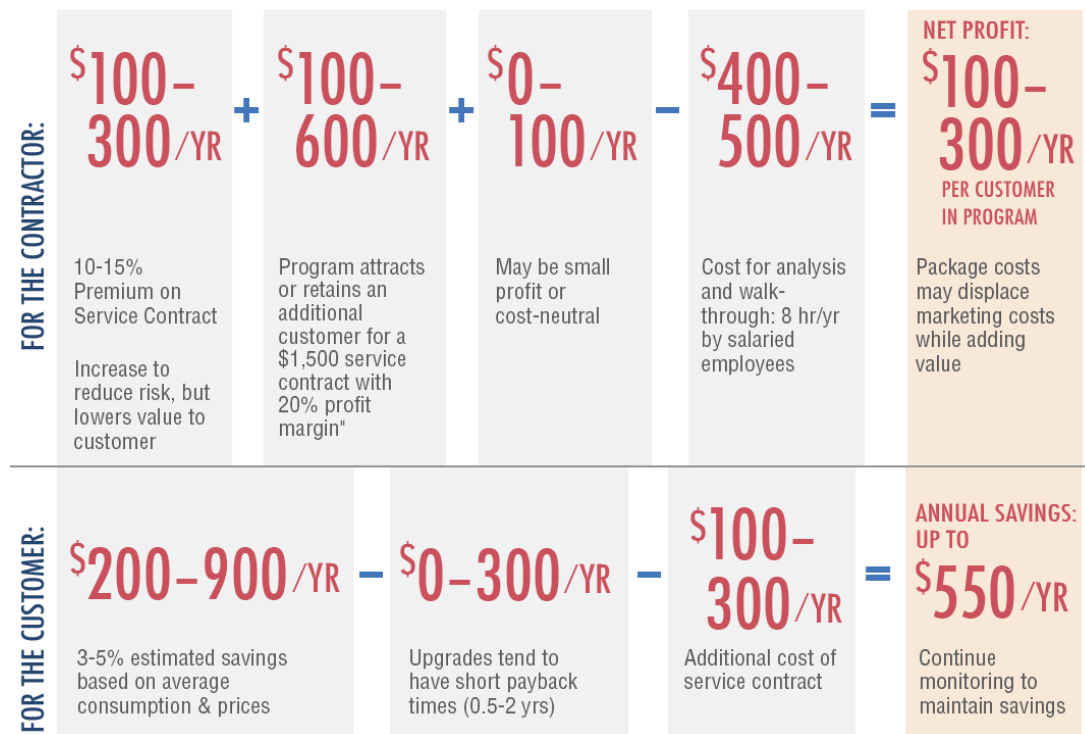 FOR THE CONTRACTOR:
$100–
300/YR
+
$100–
600/YR
+
$0–
100/YR
–
$400–
500/YR
=
NET PROFIT:
$100–
300/YR
PER CUSTOMER
IN PROGRAM
10-15%
Premium on
Service Contract
Increase to
reduce risk, but
lowers value to
customer
Program attracts
or retains an
additional
customer for a
$1,500 service
contract with
20% profit
margin"
May be small
profit or
cost-neutral
Cost for analysis
and walk-
through: 8 hr/yr
by salaried
employees
Package costs
may displace
marketing costs
while adding
value
FOR THE CUSTOMER:
$200–900/YR
–
$0–300/YR
–
$100–
300/YR
=
ANNUAL SAVINGS:
UP TO
$550/YR
3-5% estimated savings
based on average
consumption & prices
Upgrades tend to
have short payback
times (0.5-2 yrs)
Additional cost of
service contract
Continue
monitoring to
maintain savings